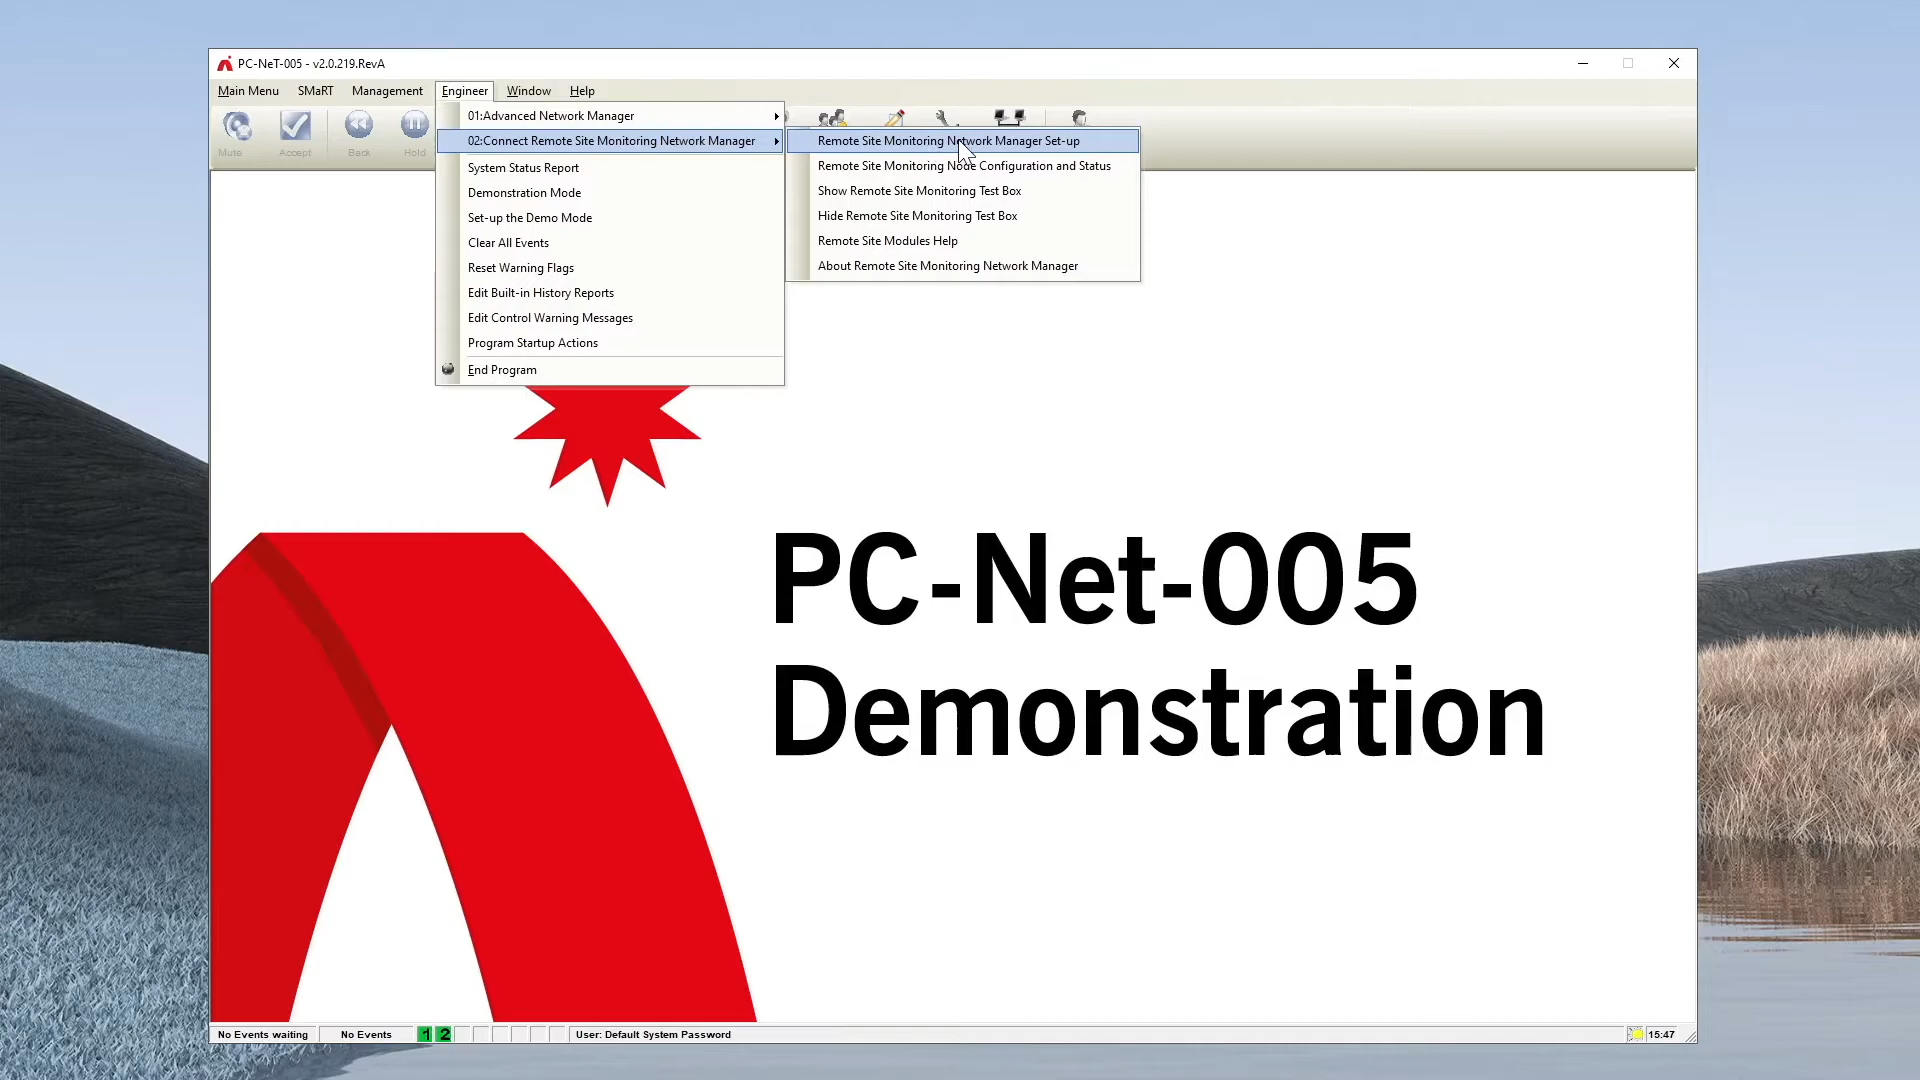 PC-NeT-005 - v2.0.219.RevA
Main Menu SMaRT Management Engineer Window Help
Mute Accept Back Hold
01:Advanced Network Manager
02:Connect Remote Site Monitoring Network Manager
System Status Report
Demonstration Mode
Set-up the Demo Mode
Clear All Events
Reset Warning Flags
Edit Built-in History Reports
Edit Control Warning Messages
Program Startup Actions
End Program
Remote Site Monitoring Network Manager Set-up
Remote Site Monitoring Node Configuration and Status
Show Remote Site Monitoring Test Box
Hide Remote Site Monitoring Test Box
Remote Site Modules Help
About Remote Site Monitoring Network Manager
PC-Net-005
Demonstration
No Events waiting No Events 1 2 User: Default System Password 15:47